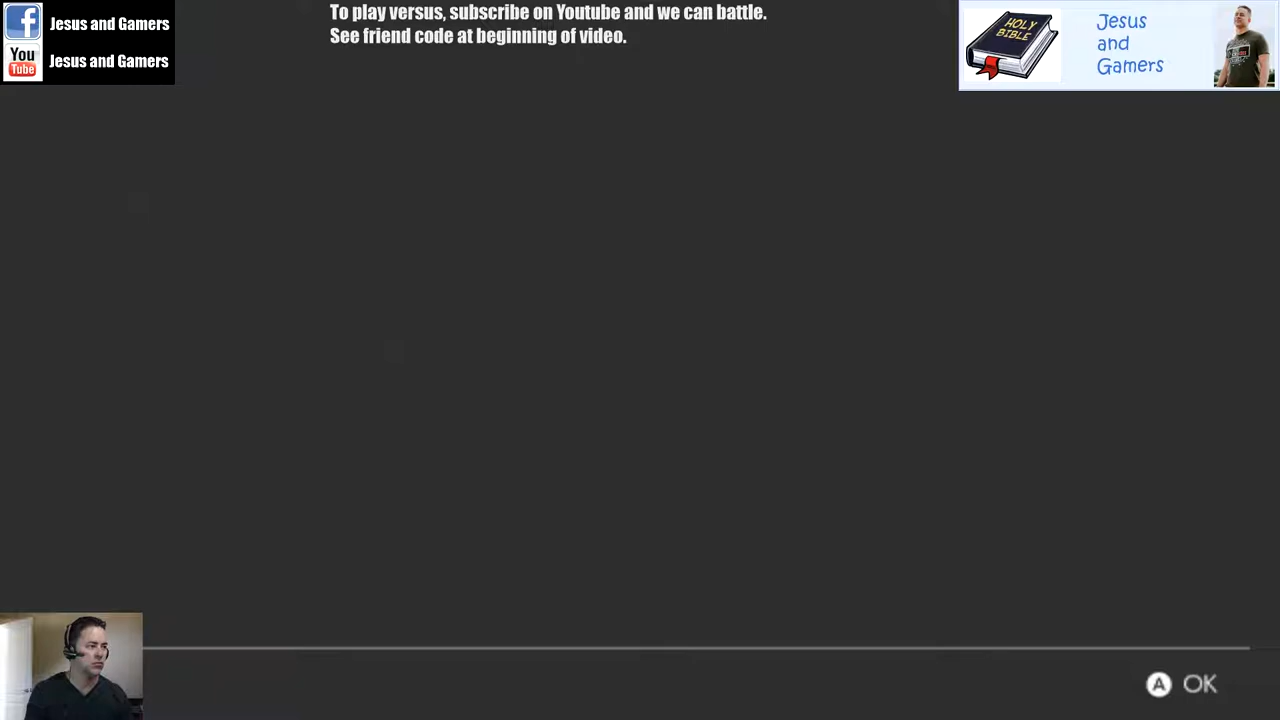 Jesus and Gamers
You
Tube
Jesus and Gamers
To play versus, subscribe on Youtube and we can battle.
See friend code at beginning of video.
HOLY
BIBLE
Jesus
and
Gamers
A OK